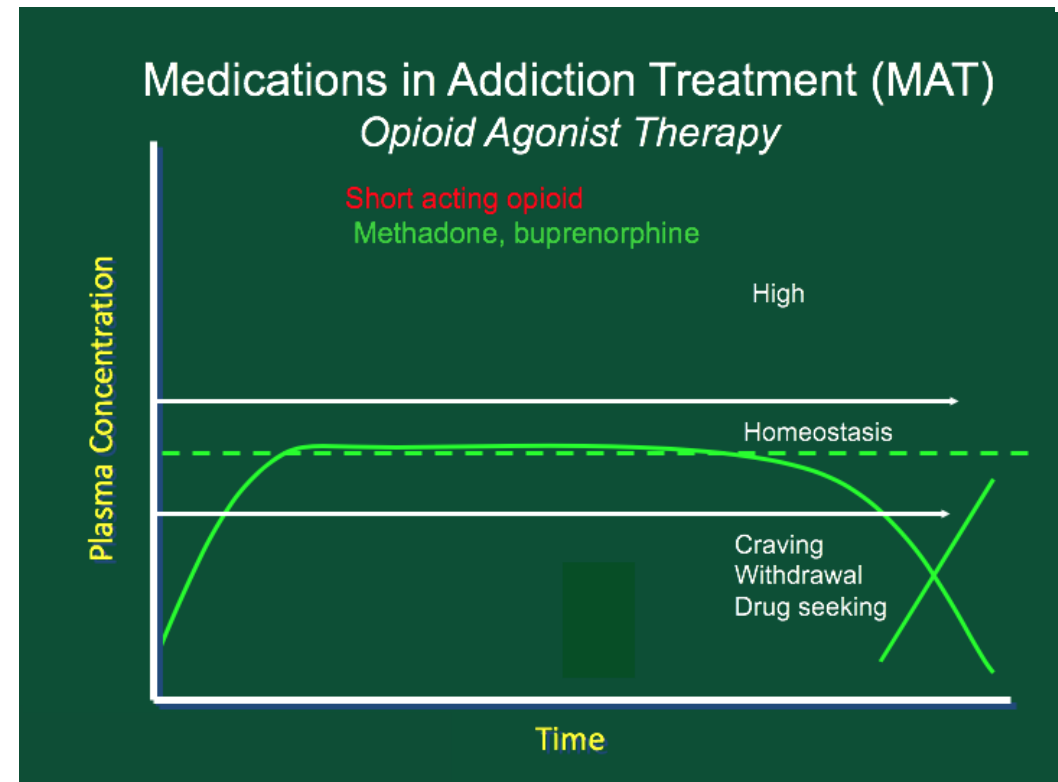 Medications in Addiction Treatment (MAT)
Opioid Agonist Therapy
Short acting opioid
Methadone, buprenorphine
High
Plasma Concentration
Homeostasis
Craving
Withdrawal
Drug seeking
Time